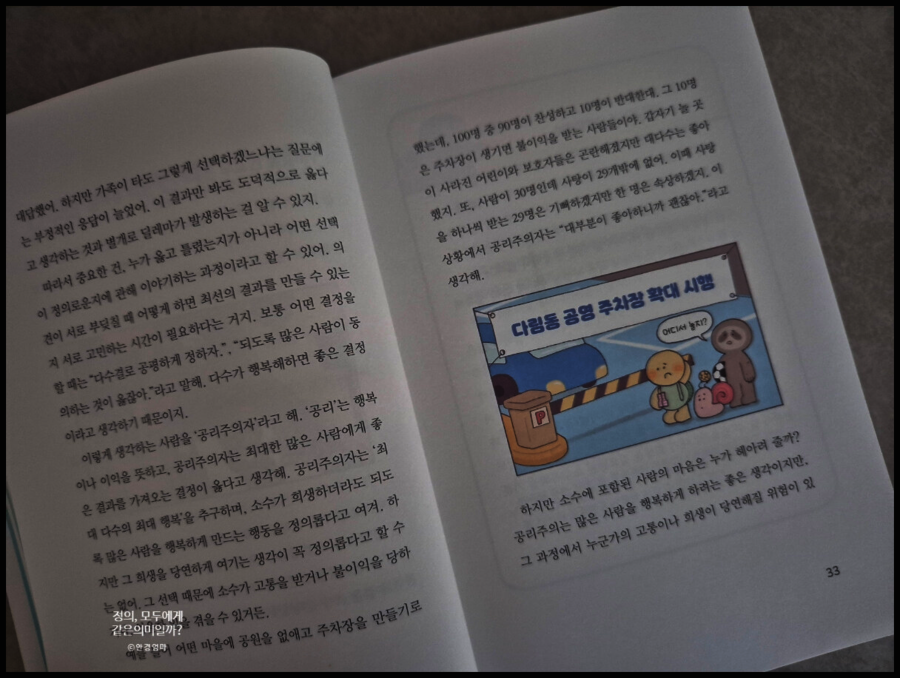 대답했어. 하지만 가족이 타도 그렇게 선택하겠느냐는 질문에
는 부정적인 응답이 늘었어. 이 결과만 봐도 도덕적으로 옳다
고 생각하는 것과 별개로 딜레마가 발생하는 걸 알 수 있지.
따라서 중요한 건, 누가 옳고 틀렸는지가 아니라 어떤 선택
이 정의로운지에 관해 이야기하는 과정이라고 할 수 있어. 의
견이 서로 부딪칠 때 어떻게 하면 최선의 결과를 만들 수 있는
지 서로 고민하는 시간이 필요하다는 거지. 보통 어떤 결정을
할 때는 “다수결로 공평하게 정하자.”, “되도록 많은 사람이 동
의하는 것이 옳잖아.”라고 말해. 다수가 행복해하면 좋은 결정
이라고 생각하기 때문이지.
이렇게 생각하는 사람을 ‘공리주의자’라고 해. ‘공리’는 행복
이나 이익을 뜻하고, 공리주의자는 최대한 많은 사람에게 좋
은 결과를 가져오는 결정이 옳다고 생각해. 공리주의자는 ‘최
대 다수의 최대 행복’을 추구하며, 소수가 희생하더라도 되도
록 많은 사람을 행복하게 만드는 행동을 정의롭다고 여겨. 하
지만 그 희생을 당연하게 여기는 생각이 꼭 정의롭다고 할 수
는 없어. 그 선택 때문에 소수가 고통을 받거나 불이익을 당하
을 겪을 수 있거든.
어떤 마을에 공원을 없애고 주차장을 만들기로
정의, 모두에게
같은의미일까?
©한결엄마
했는데, 100명 중 90명이 찬성하고 10명이 반대한대. 그 10명
은 주차장이 생기면 불이익을 받는 사람들이야. 갑자기 놀 곳
이 사라진 어린이와 보호자들은 곤란해졌지만 대다수는 좋아
했지. 또, 사람이 30명인데 사탕이 29개밖에 없어. 이때 사탕
을 하나씩 받는 29명은 기뻐하겠지만 한 명은 속상하겠지. 이
상황에서 공리주의자는 “대부분이 좋아하니까 괜찮아.”라고
생각해.
다림동 공영 주차장 확대 시행
어디서 놀지?
P
하지만 소수에 포함된 사람의 마음은 누가 헤아려 줄까?
공리주의는 많은 사람을 행복하게 하려는 좋은 생각이지만,
그 과정에서 누군가의 고통이나 희생이 당연해질 위험이 있
33